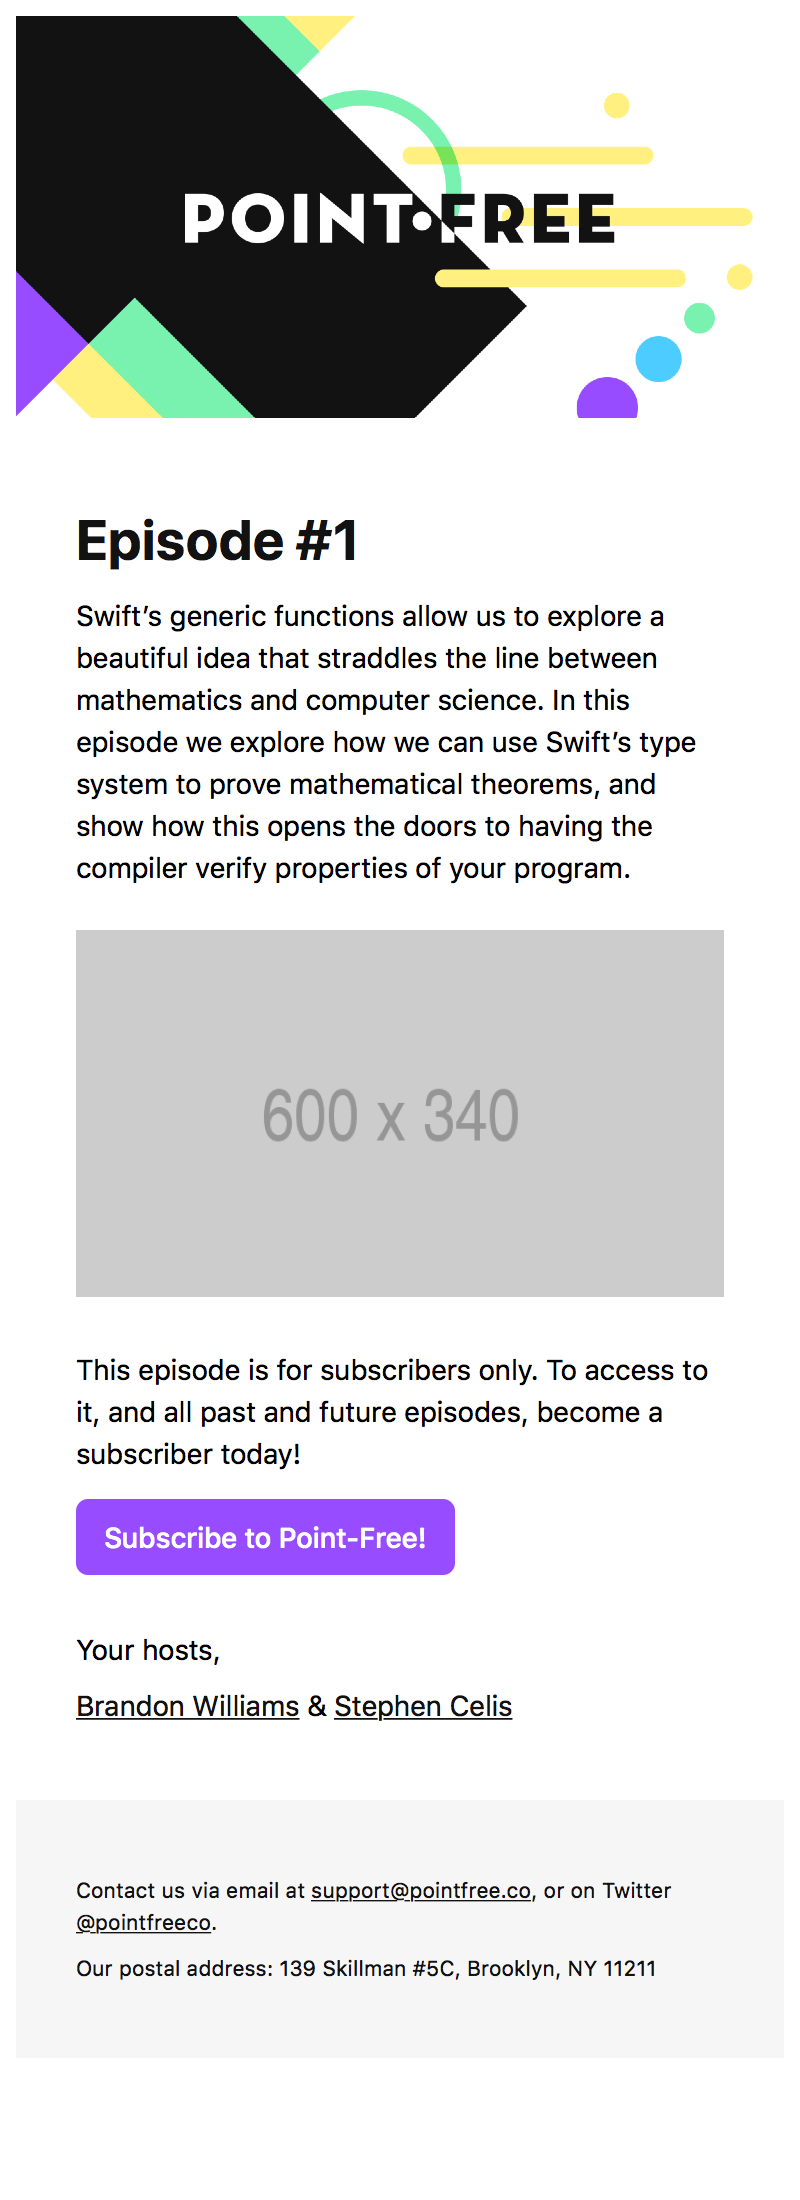 POINT•FREE
Episode #1
Swift’s generic functions allow us to explore a
beautiful idea that straddles the line between
mathematics and computer science. In this
episode we explore how we can use Swift’s type
system to prove mathematical theorems, and
show how this opens the doors to having the
compiler verify properties of your program.
600 x 340
This episode is for subscribers only. To access to
it, and all past and future episodes, become a
subscriber today!
Subscribe to Point-Free!
Your hosts,
Brandon Williams & Stephen Celis
Contact us via email at support@pointfree.co, or on Twitter
@pointfreeco.
Our postal address: 139 Skillman #5C, Brooklyn, NY 11211